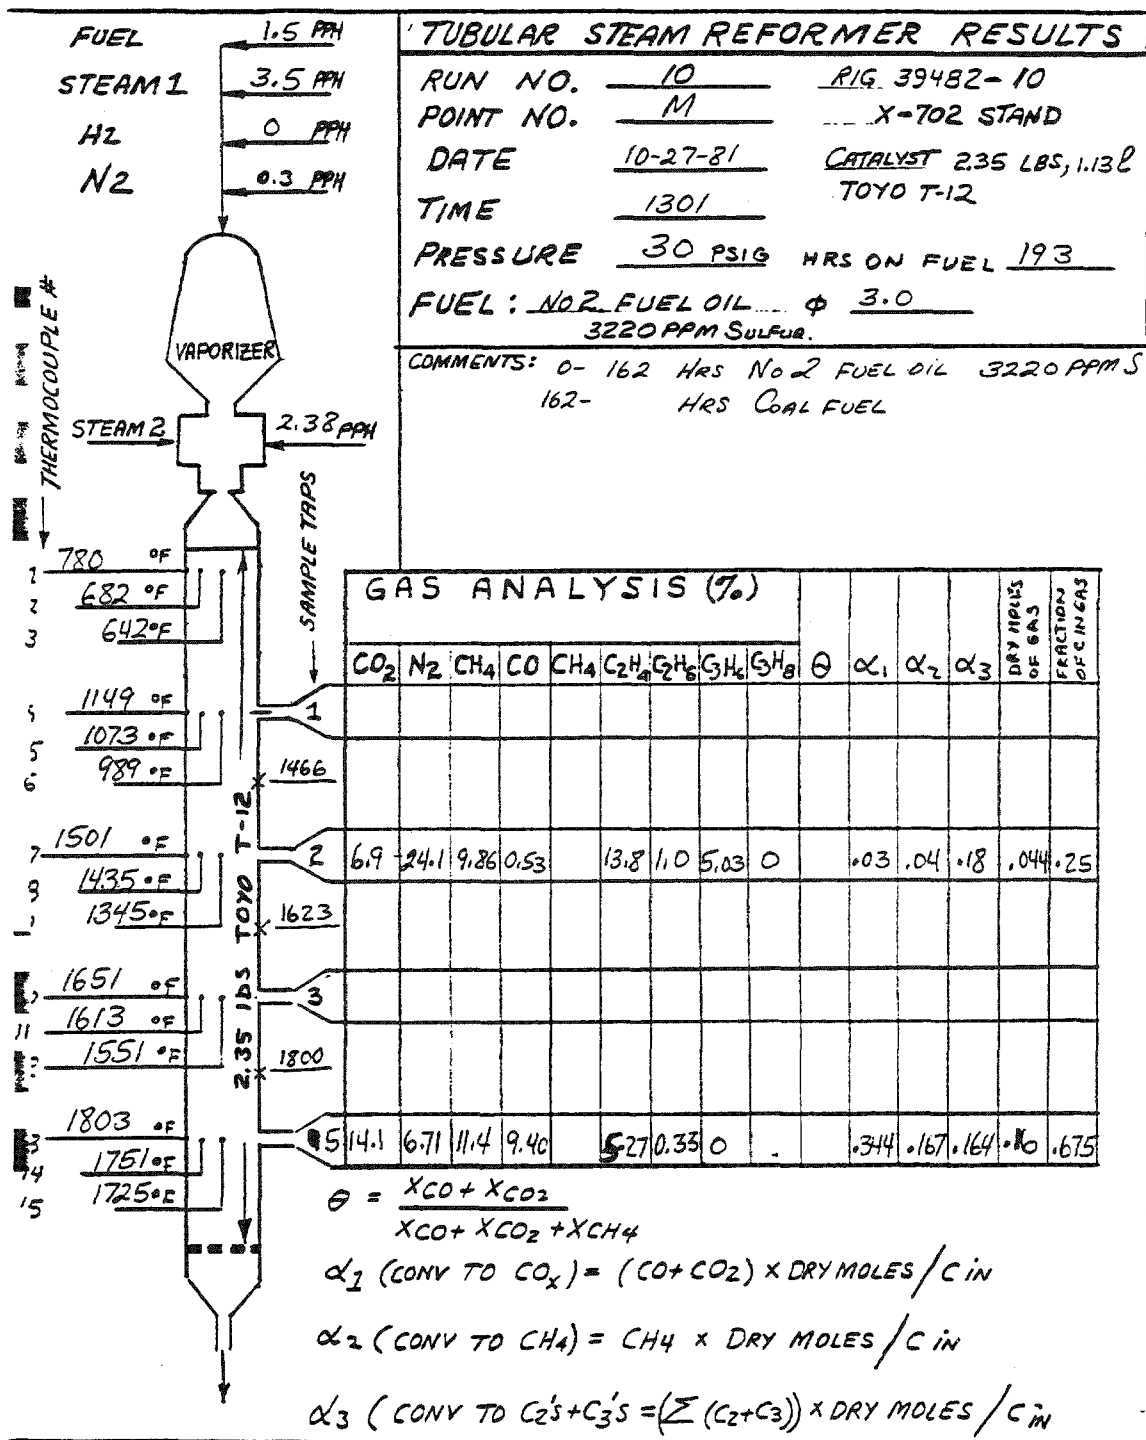 FUEL 1.5 PPH
STEAM 1 3.5 PPH
H2 0 PPH
N2 0.3 PPH
TUBULAR STEAM REFORMER RESULTS
RUN NO. 10 RIG 39482-10
POINT NO. M X-702 STAND
DATE 10-27-81 CATALYST 2.35 LBS, 1.13 l
TOYO T-12
TIME 1301
PRESSURE 30 PSIG HRS ON FUEL 193
FUEL: NO 2 FUEL OIL φ 3.0
3220 PPM SULFUR.
COMMENTS: 0- 162 HRS NO 2 FUEL OIL 3220 PPM S
162- HRS COAL FUEL
THERMOCOUPLE #
VAPORIZER
STEAM 2 2.38 PPH
SAMPLE TAPS
1 780 °F
2 682 °F
3 642 °F
1149 °F
5 1073 °F
6 989 °F
7 1501 °F
8 1435 °F
1345 °F
1651 °F
11 1613 °F
1551 °F
1803 °F
14 1751 °F
15 1725 °F
1466
1623
1800
2.35 lbs TOYO T-12
GAS ANALYSIS (%)
CO2 N2 CH4 CO CH4 C2H4 C2H6 C3H6 C3H8 θ α1 α2 α3 DRY MOLES OF GAS FRACTION OF C IN GAS
1
2 6.9 24.1 9.86 0.53 13.8 1.0 5.03 0 .03 .04 .18 .044 .25
3
5 14.1 6.71 11.4 9.40 5.27 0.33 0 .344 .167 .164 .675
θ = XCO + XCO2 / XCO + XCO2 + XCH4
α1 (CONV TO COx) = (CO + CO2) × DRY MOLES / C IN
α2 (CONV TO CH4) = CH4 × DRY MOLES / C IN
α3 (CONV TO C2'S + C3'S = (Σ (C2 + C3)) × DRY MOLES / C IN